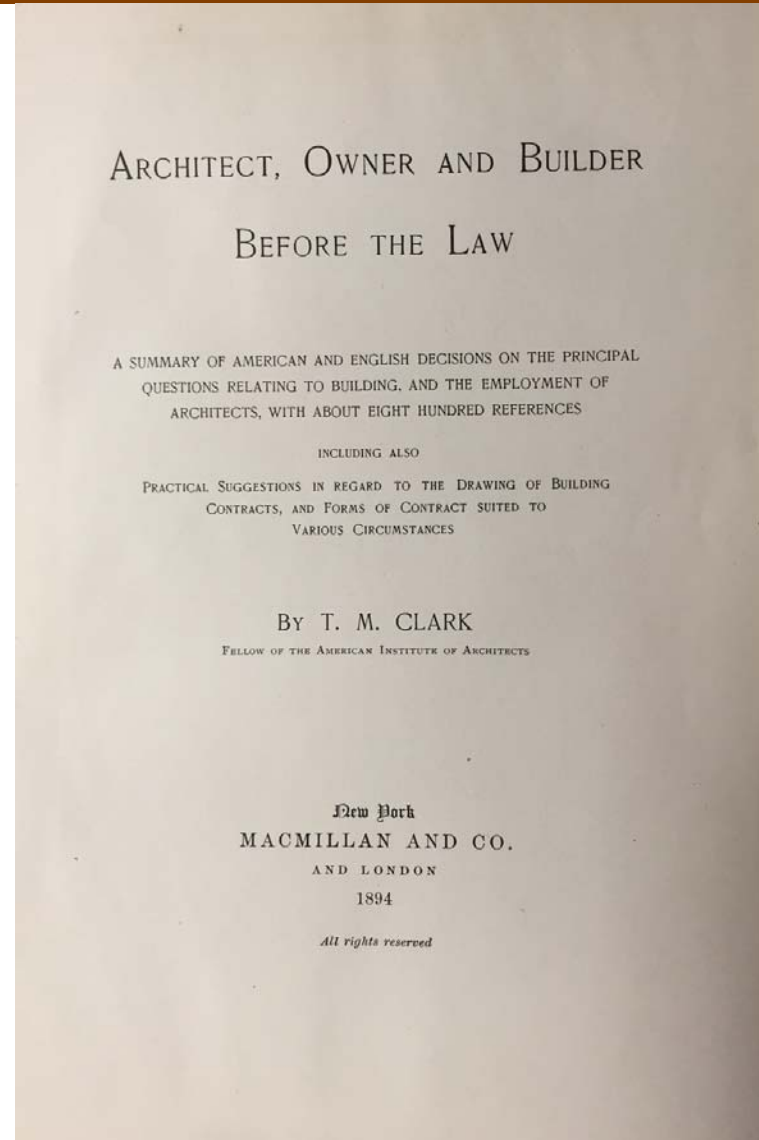 ARCHITECT, OWNER AND BUILDER
BEFORE THE LAW
A SUMMARY OF AMERICAN AND ENGLISH DECISIONS ON THE PRINCIPAL
QUESTIONS RELATING TO BUILDING, AND THE EMPLOYMENT OF
ARCHITECTS, WITH ABOUT EIGHT HUNDRED REFERENCES
INCLUDING ALSO
PRACTICAL SUGGESTIONS IN REGARD TO THE DRAWING OF BUILDING
CONTRACTS, AND FORMS OF CONTRACT SUITED TO
VARIOUS CIRCUMSTANCES
BY T. M. CLARK
FELLOW OF THE AMERICAN INSTITUTE OF ARCHITECTS
New York
MACMILLAN AND CO.
AND LONDON
1894
All rights reserved